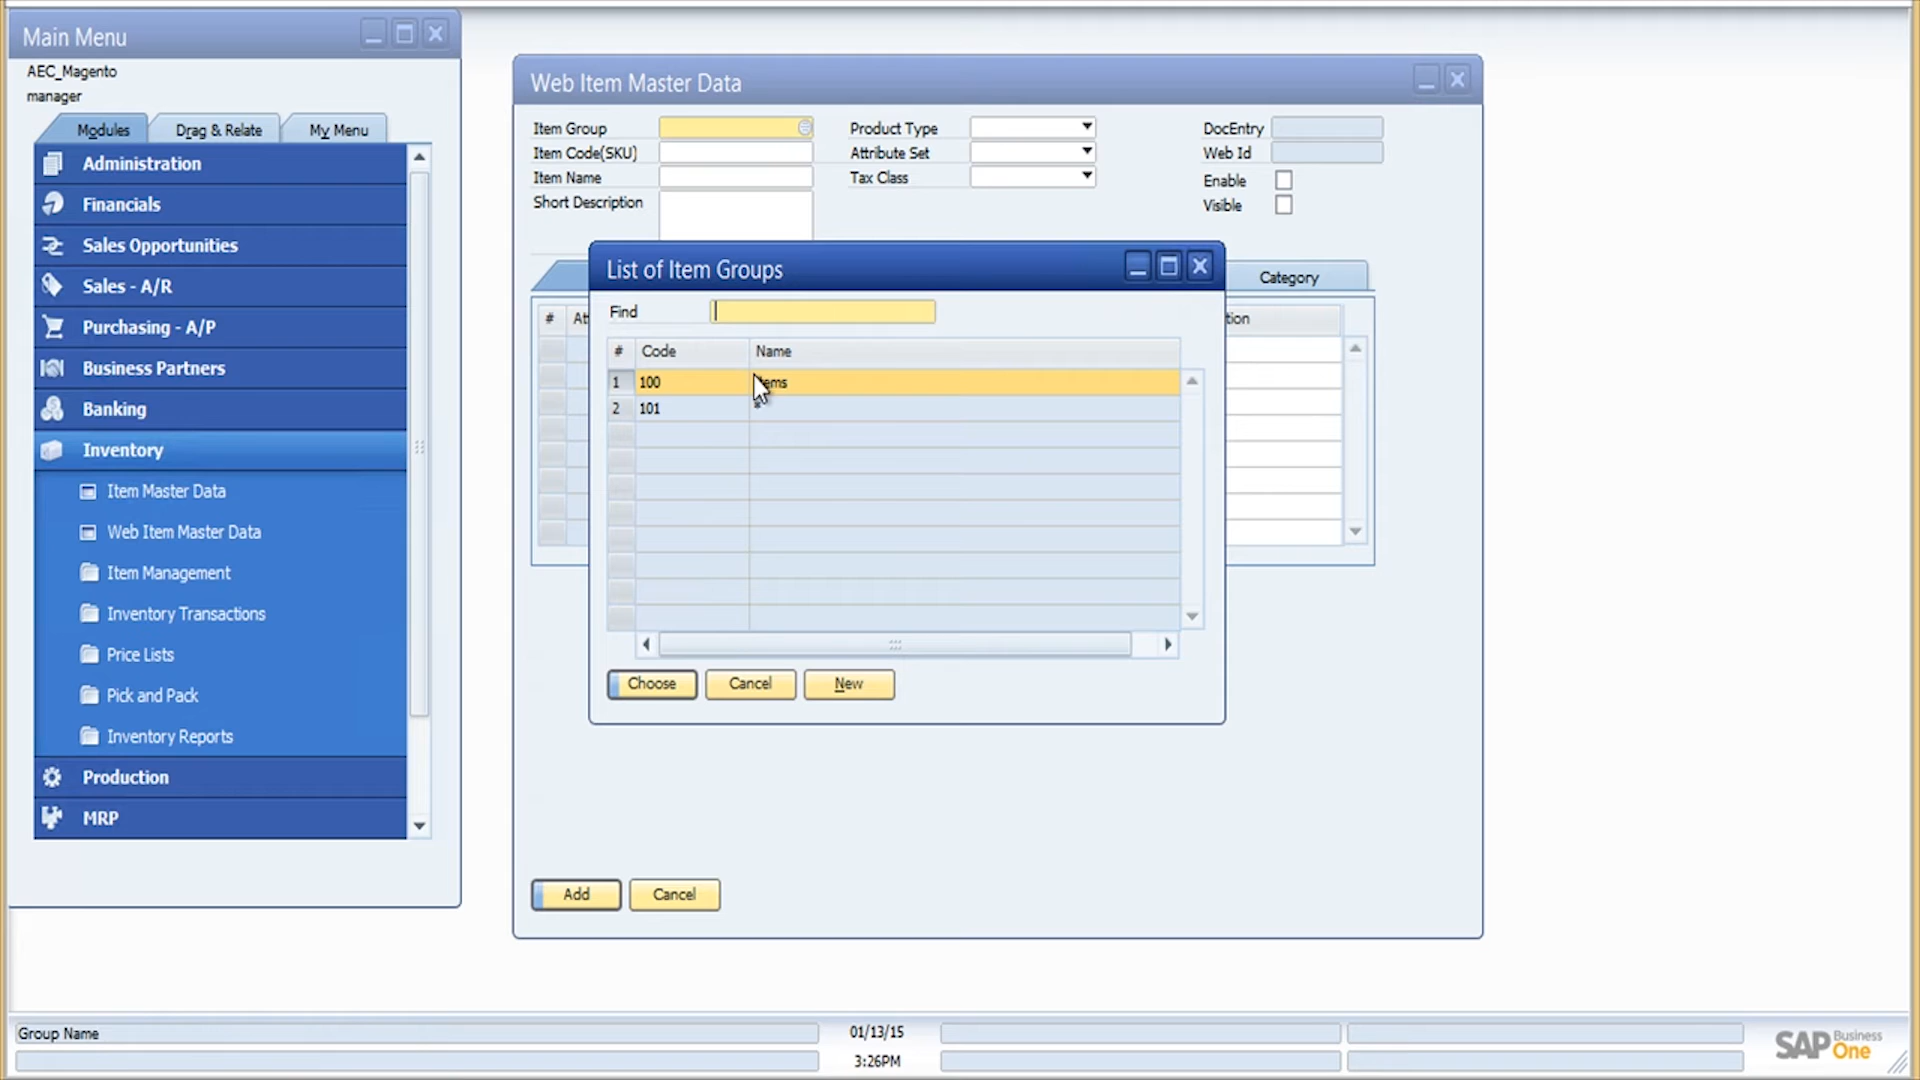 Main Menu
AEC_Magento
manager
Modules
Drag & Relate
My Menu
Administration
Financials
Sales Opportunities
Sales - A/R
Purchasing - A/P
Business Partners
Banking
Inventory
Item Master Data
Web Item Master Data
Item Management
Inventory Transactions
Price Lists
Pick and Pack
Inventory Reports
Production
MRP
Web Item Master Data
Item Group
Item Code(SKU)
Item Name
Short Description
Product Type
Attribute Set
Tax Class
DocEntry
Web Id
Enable
Visible
Category
#
List of Item Groups
Find
# Code Name
1 100
2 101
Choose
Cancel
New
Add
Cancel
Group Name
01/13/15
3:26PM
SAP Business One